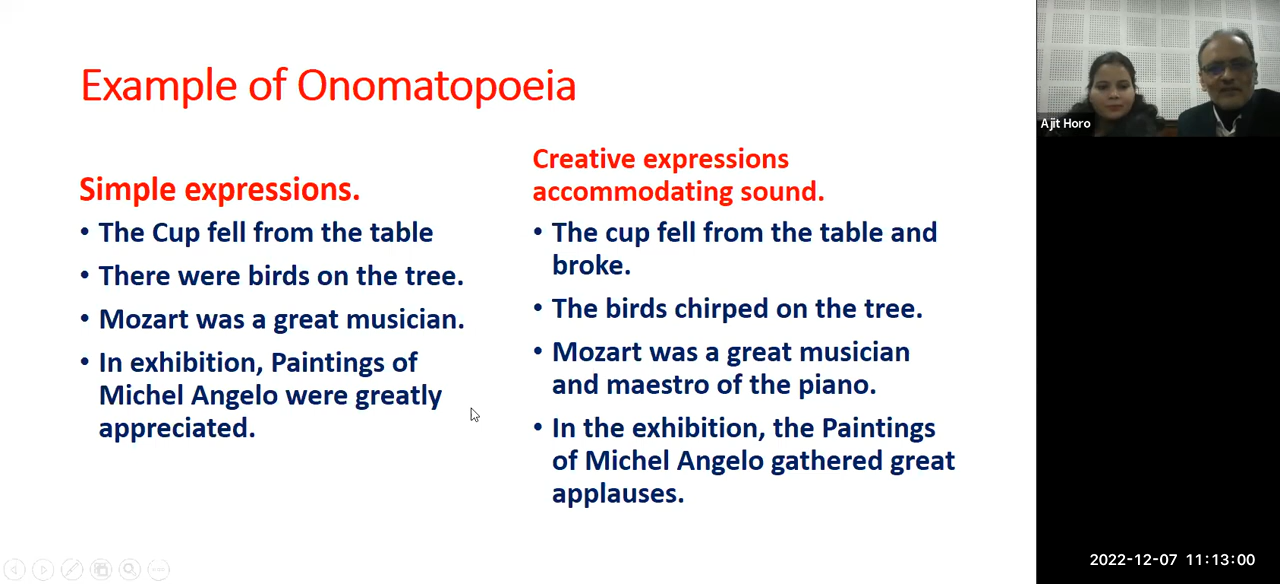 Example of Onomatopoeia
Simple expressions.
• The Cup fell from the table
• There were birds on the tree.
• Mozart was a great musician.
• In exhibition, Paintings of
Michel Angelo were greatly
appreciated.
Creative expressions
accommodating sound.
• The cup fell from the table and
broke.
• The birds chirped on the tree.
• Mozart was a great musician
and maestro of the piano.
• In the exhibition, the Paintings
of Michel Angelo gathered great
applauses.
Ajit Horo
2022-12-07 11:13:00